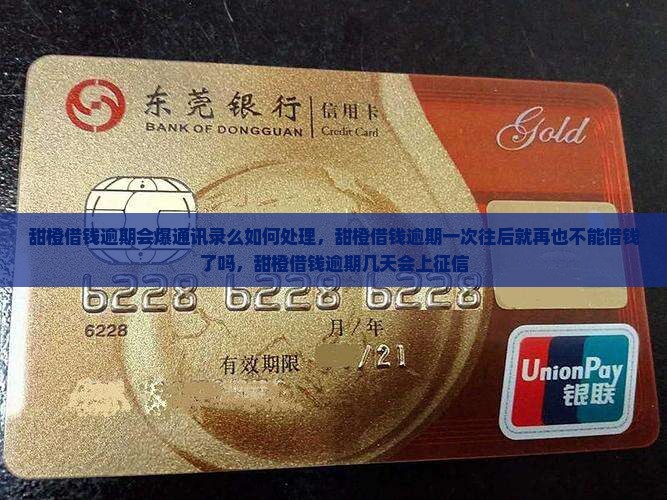 东莞银行 信用卡
BANK OF DONGGUAN Credit Card
Gold
甜橙借钱逾期会爆通讯录么如何处理，甜橙借钱逾期一次往后就再也不能借钱
了吗，甜橙借钱逾期几天会上征信
6228 6228 6228
6228
月/年
有效期限 /21
UnionPay
银联